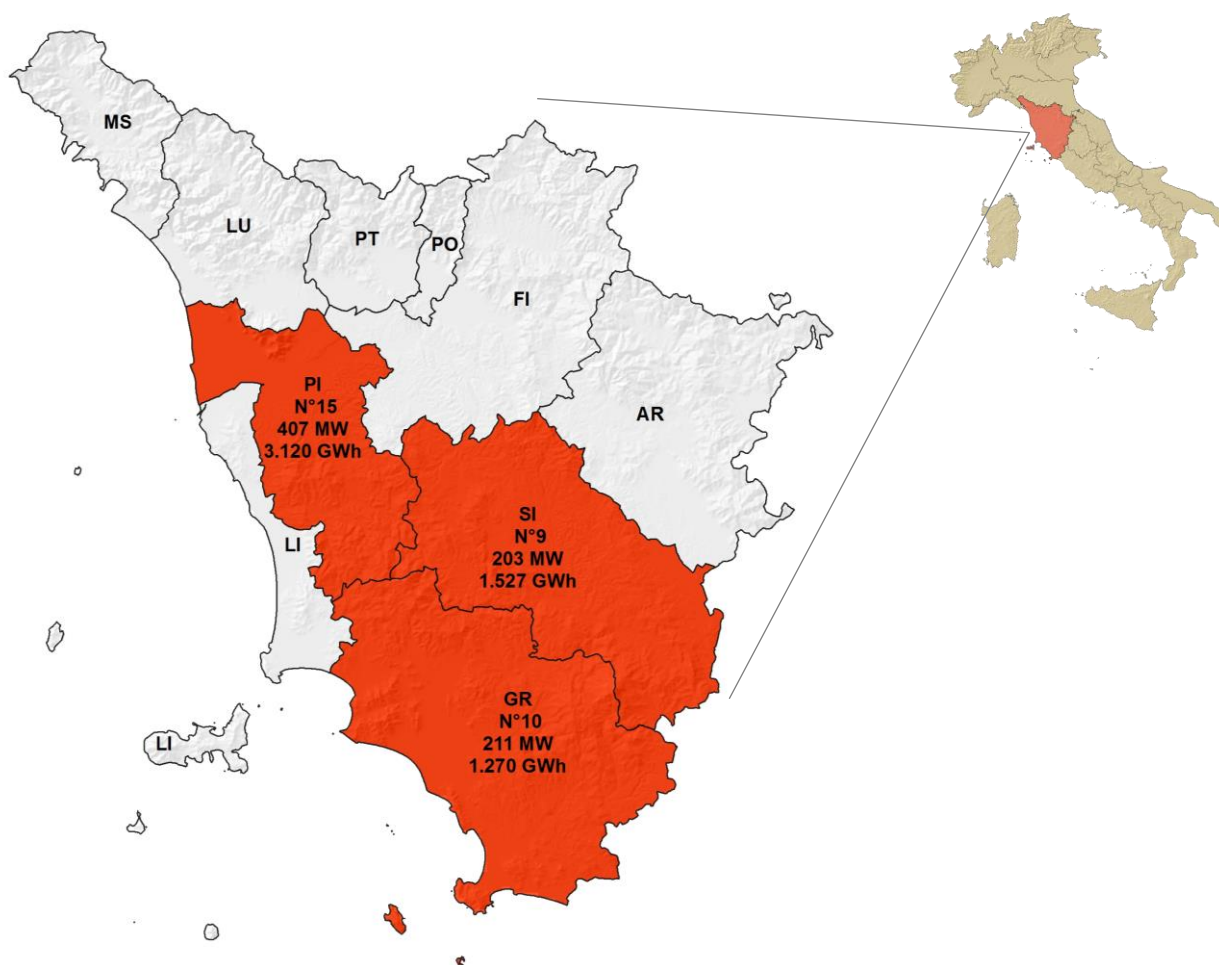 MS
LU
PT
PO
FI
PI
N°15
407 MW
3.120 GWh
AR
SI
N°9
203 MW
1.527 GWh
LI
GR
N°10
211 MW
1.270 GWh
LI